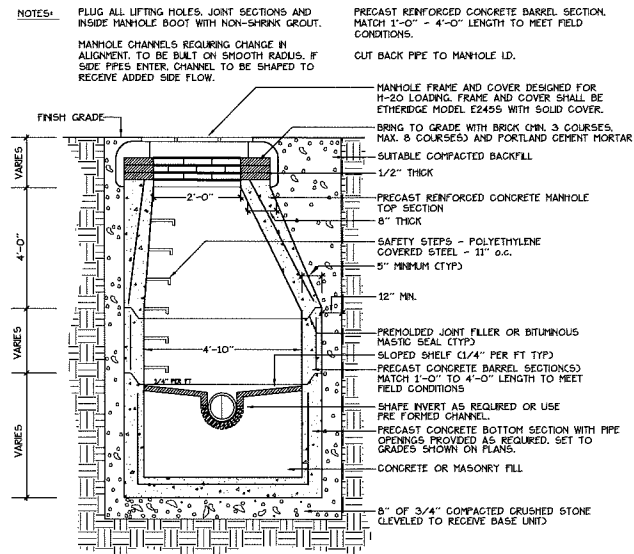 NOTES: PLUG ALL LIFTING HOLES, JOINT SECTIONS AND
INSIDE MANHOLE BOOT WITH NON-SHRINK GROUT.
MANHOLE CHANNELS REQUIRING CHANGE IN
ALIGNMENT, TO BE BUILT ON SMOOTH RADIUS. IF
SIDE PIPES ENTER, CHANNEL TO BE SHAPED TO
RECEIVE ADDED SIDE FLOW.
PRECAST REINFORCED CONCRETE BARREL SECTION.
MATCH 1'-0" - 4'-0" LENGTH TO MEET FIELD
CONDITIONS.
CUT BACK PIPE TO MANHOLE I.D.
MANHOLE FRAME AND COVER DESIGNED FOR
H-20 LOADING. FRAME AND COVER SHALL BE
ETHERIDGE MODEL E245S WITH SOLID COVER.
FINISH GRADE
BRING TO GRADE WITH BRICK (MIN. 3 COURSES,
MAX. 8 COURSES) AND PORTLAND CEMENT MORTAR
SUITABLE COMPACTED BACKFILL
1/2" THICK
VARIES
2'-0"
PRECAST REINFORCED CONCRETE MANHOLE
TOP SECTION
8" THICK
4'-0"
SAFETY STEPS - POLYETHYLENE
COVERED STEEL - 11" o.c.
5" MINIMUM (TYP)
12" MIN.
PREMOLDED JOINT FILLER OR BITUMINOUS
MASTIC SEAL (TYP)
VARIES
4'-10"
SLOPED SHELF (1/4" PER FT TYP)
PRECAST CONCRETE BARREL SECTION(S)
MATCH 1'-0" TO 4'-0" LENGTH TO MEET
FIELD CONDITIONS
1/4" PER FT
SHAPE INVERT AS REQUIRED OR USE
PRE FORMED CHANNEL.
VARIES
PRECAST CONCRETE BOTTOM SECTION WITH PIPE
OPENINGS PROVIDED AS REQUIRED. SET TO
GRADES SHOWN ON PLANS.
CONCRETE OR MASONRY FILL
8" OF 3/4" COMPACTED CRUSHED STONE
(LEVELED TO RECEIVE BASE UNIT)